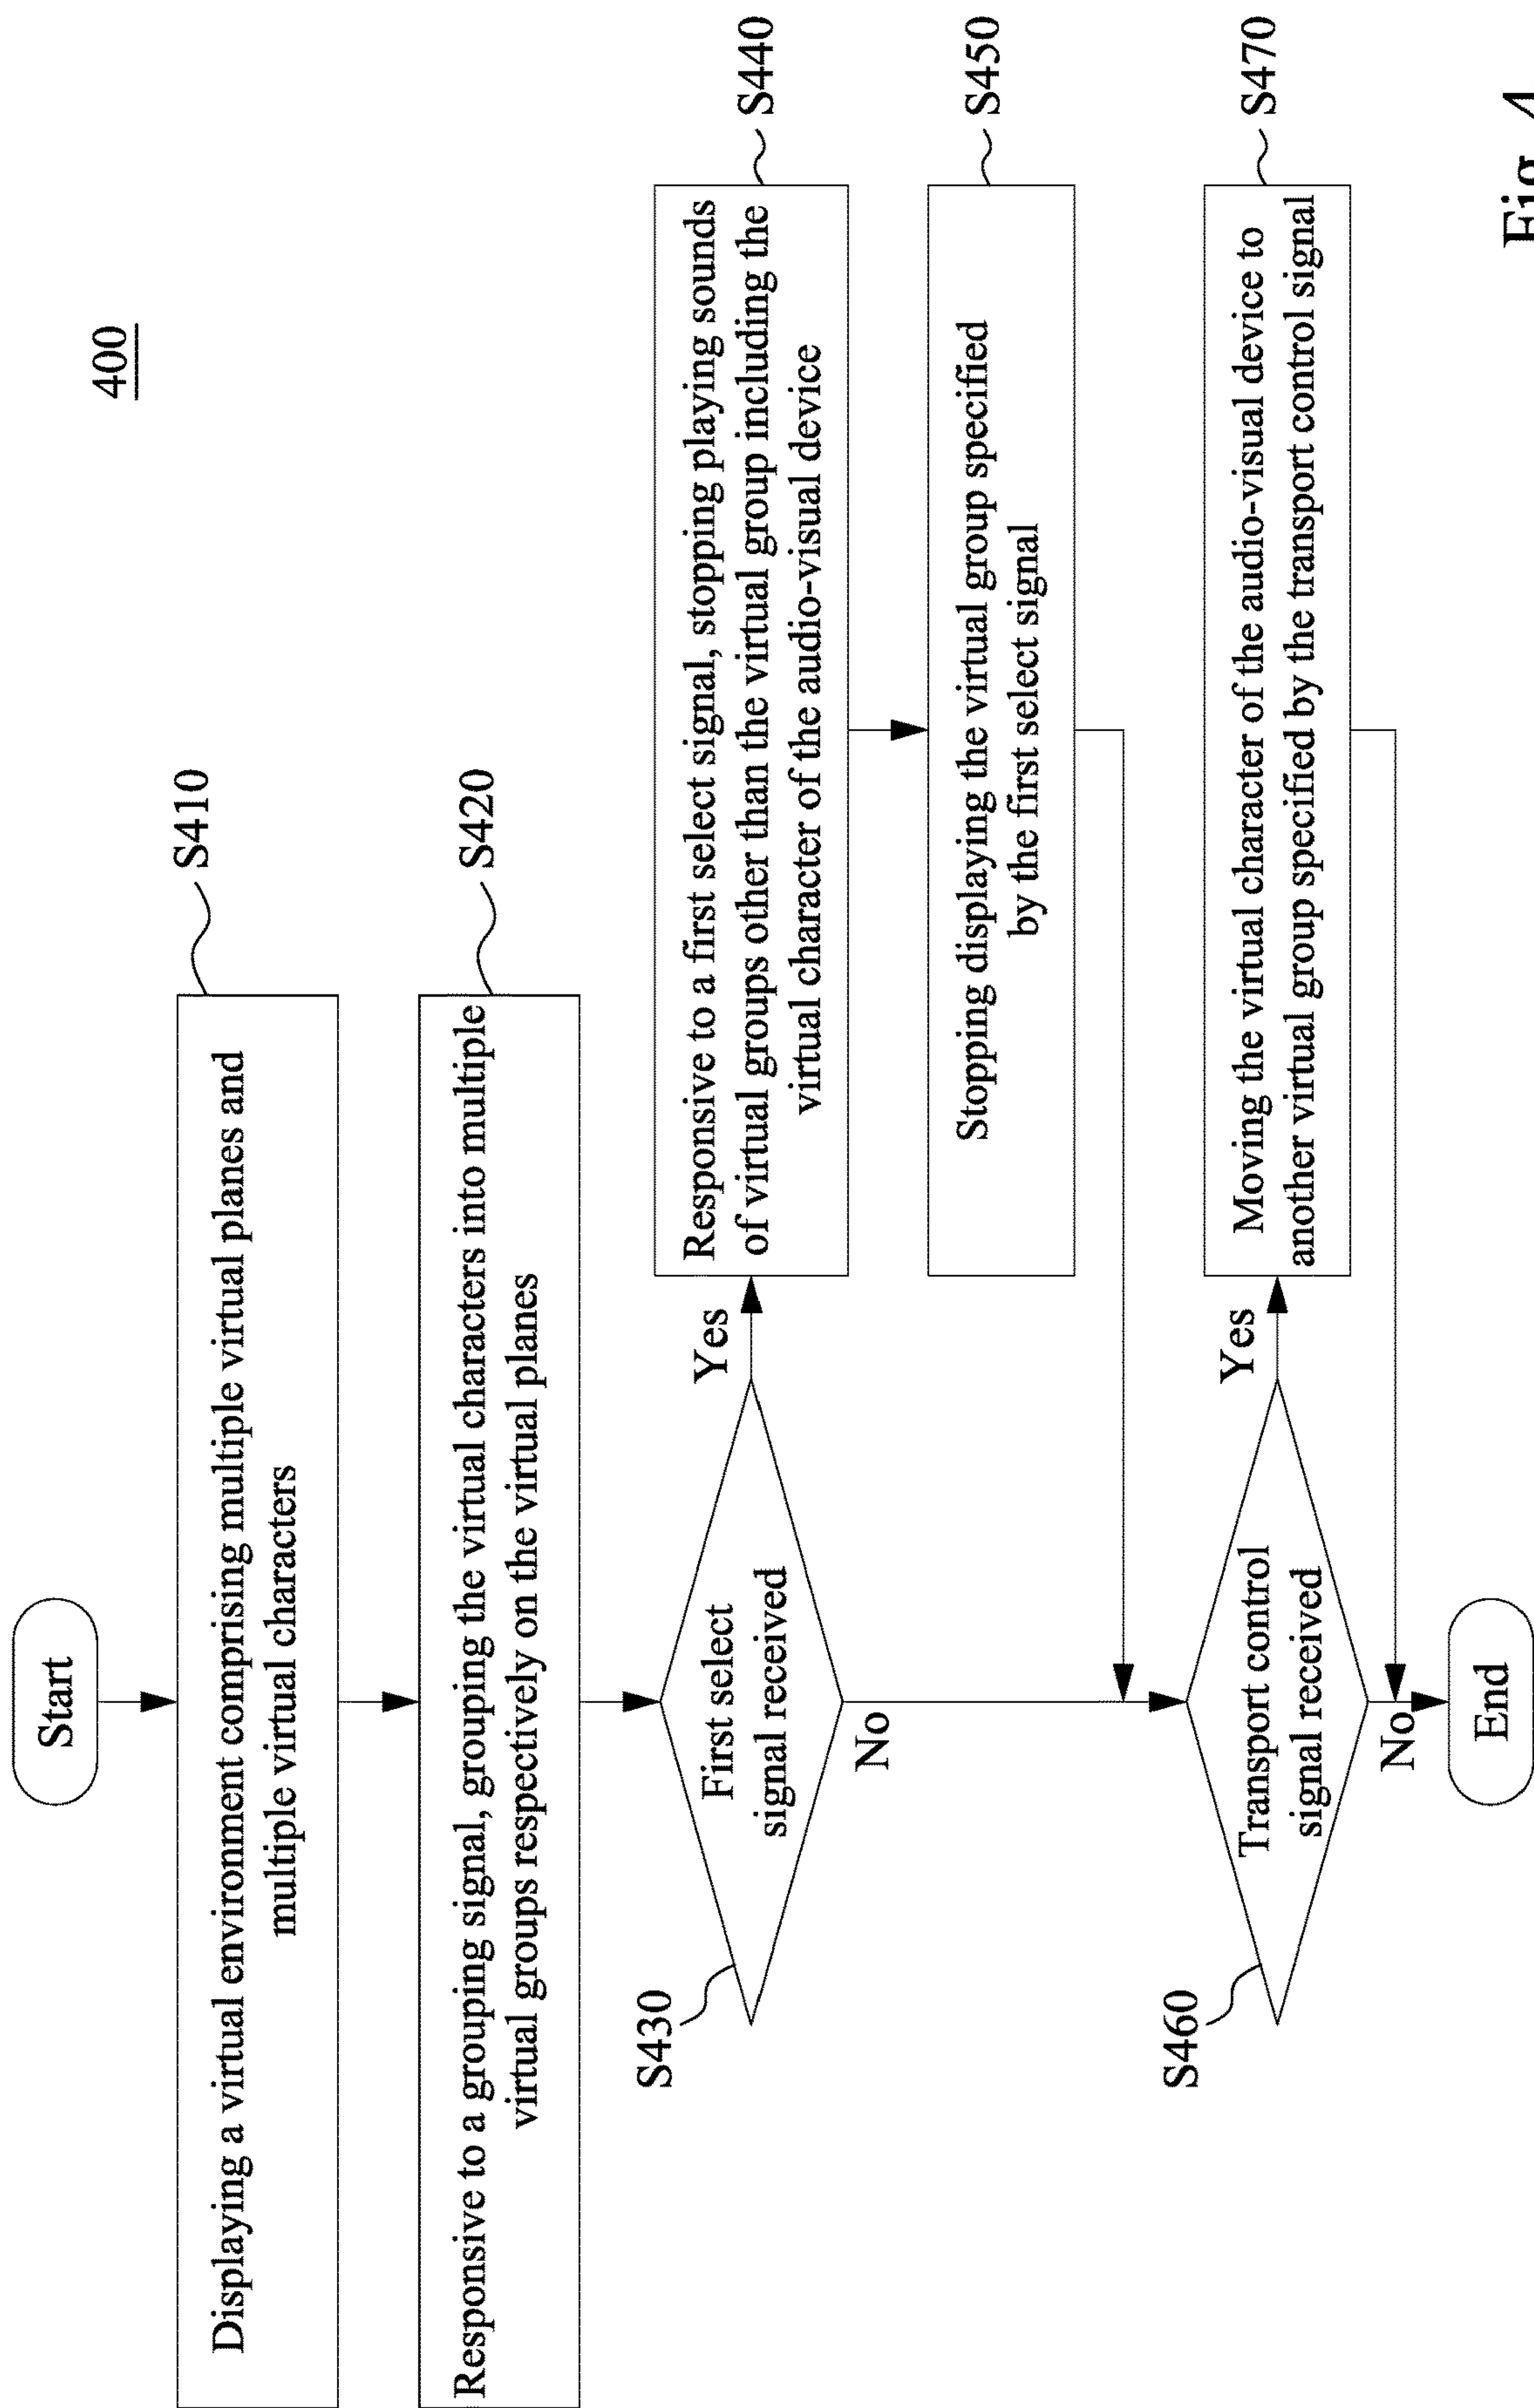 400
Start
Displaying a virtual environment comprising multiple virtual planes and
multiple virtual characters
S410
Responsive to a grouping signal, grouping the virtual characters into multiple
virtual groups respectively on the virtual planes
S420
S430
First select
signal received
Yes
No
Responsive to a first select signal, stopping playing sounds
of virtual groups other than the virtual group including the
virtual character of the audio-visual device
S440
Stopping displaying the virtual group specified
by the first select signal
S450
S460
Transport control
signal received
Yes
No
Moving the virtual character of the audio-visual device to
another virtual group specified by the transport control signal
S470
End
Fig. 4